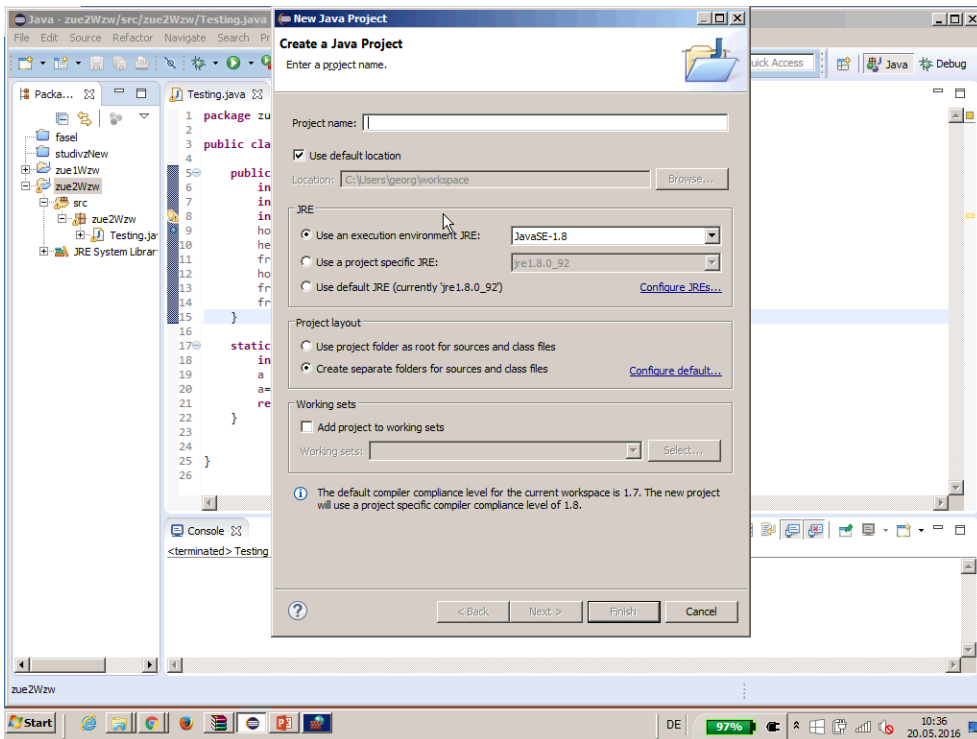 Java - zue2Wzw/src/zue2Wzw/Testing.java
File Edit Source Refactor Navigate Search
uick Access
Java
Debug
Packa...
fasel
studivzNew
zue1Wzw
zue2Wzw
src
zue2Wzw
Testing.jav
JRE System Librar
Testing.java
1 package zu
2
3 public cla
4
5 public
6 in
7 in
8 in
9 ho
10 he
11 fr
12 ho
13 fr
14 fr
15 }
16
17 static
18 in
19 a
20 a=
21 re
22 }
23
24
25 }
26
New Java Project
Create a Java Project
Enter a project name.
Project name:
Use default location
Location: C:\Users\georg\workspace
Browse...
JRE
Use an execution environment JRE: JavaSE-1.8
Use a project specific JRE: jre1.8.0_92
Use default JRE (currently 'jre1.8.0_92') Configure JREs...
Project layout
Use project folder as root for sources and class files
Create separate folders for sources and class files Configure default...
Working sets
Add project to working sets
Working sets: Select...
The default compiler compliance level for the current workspace is 1.7. The new project
will use a project specific compiler compliance level of 1.8.
< Back Next > Finish Cancel
Console
<terminated> Testing
zue2Wzw
Start
DE 97% 10:36
20.05.2016